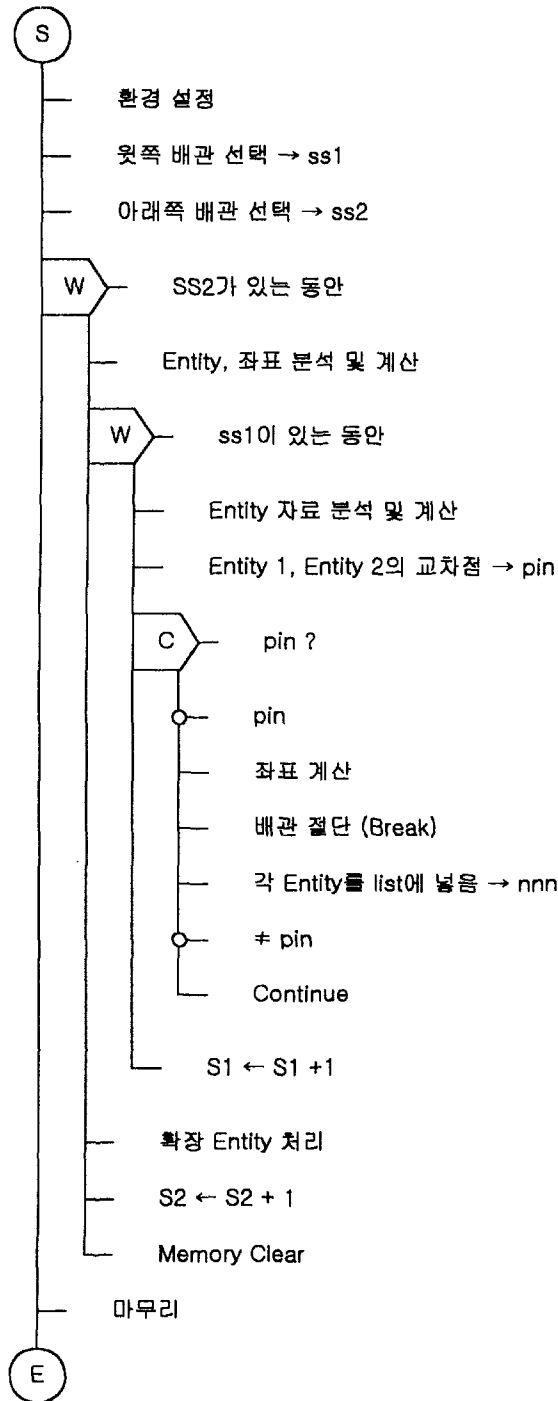 S
환경 설정
윗쪽 배관 선택 → ss1
아래쪽 배관 선택 → ss2
W SS2가 있는 동안
Entity, 좌표 분석 및 계산
W ss1이 있는 동안
Entity 자료 분석 및 계산
Entity 1, Entity 2의 교차점 → pin
C pin ?
pin
좌표 계산
배관 절단 (Break)
각 Entity를 list에 넣음 → nnn
≠ pin
Continue
S1 ← S1 +1
확장 Entity 처리
S2 ← S2 + 1
Memory Clear
마무리
E